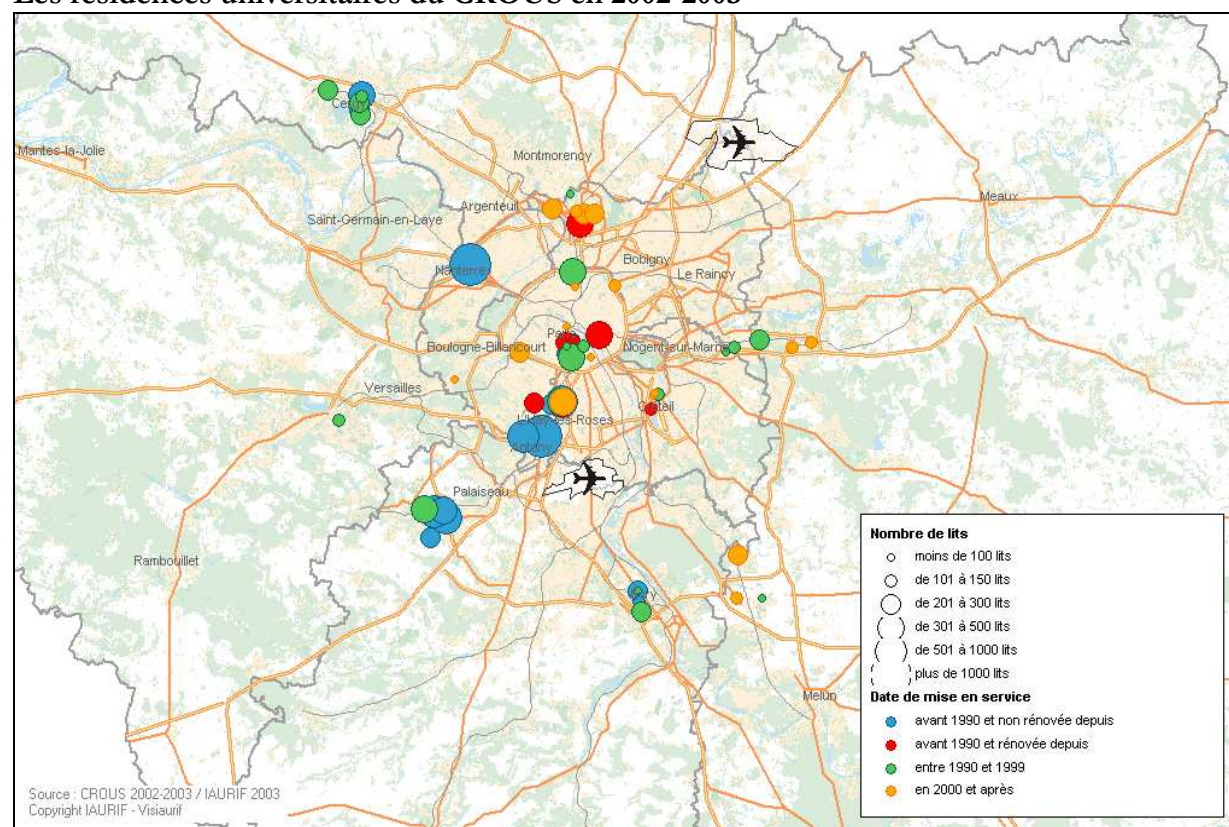 Les résidences universitaires du CROUS en 2002-2003
Cergy
Mantes-la-Jolie
Montmorency
Meaux
Argenteuil
Saint-Germain-en-Laye
Bobigny
Nanterre
Le Raincy
Paris
Boulogne-Billancourt
Nogent-sur-Marne
Versailles
Créteil
L'Haÿ-les-Roses
Antony
Palaiseau
Rambouillet
Melun
Nombre de lits
moins de 100 lits
de 101 à 150 lits
de 201 à 300 lits
de 301 à 500 lits
de 501 à 1000 lits
plus de 1000 lits
Date de mise en service
avant 1990 et non rénovée depuis
avant 1990 et rénovée depuis
entre 1990 et 1999
en 2000 et après
Source : CROUS 2002-2003 / IAURIF 2003
Copyright IAURIF - Visiaurif